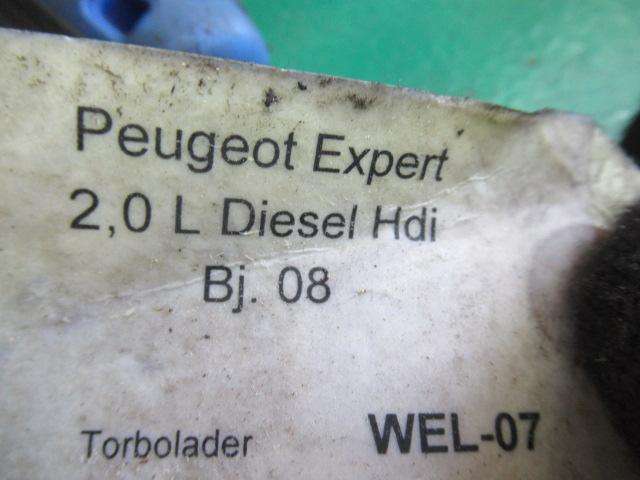 Peugeot Expert
2,0 L Diesel Hdi
Bj. 08
Torbolader WEL-07